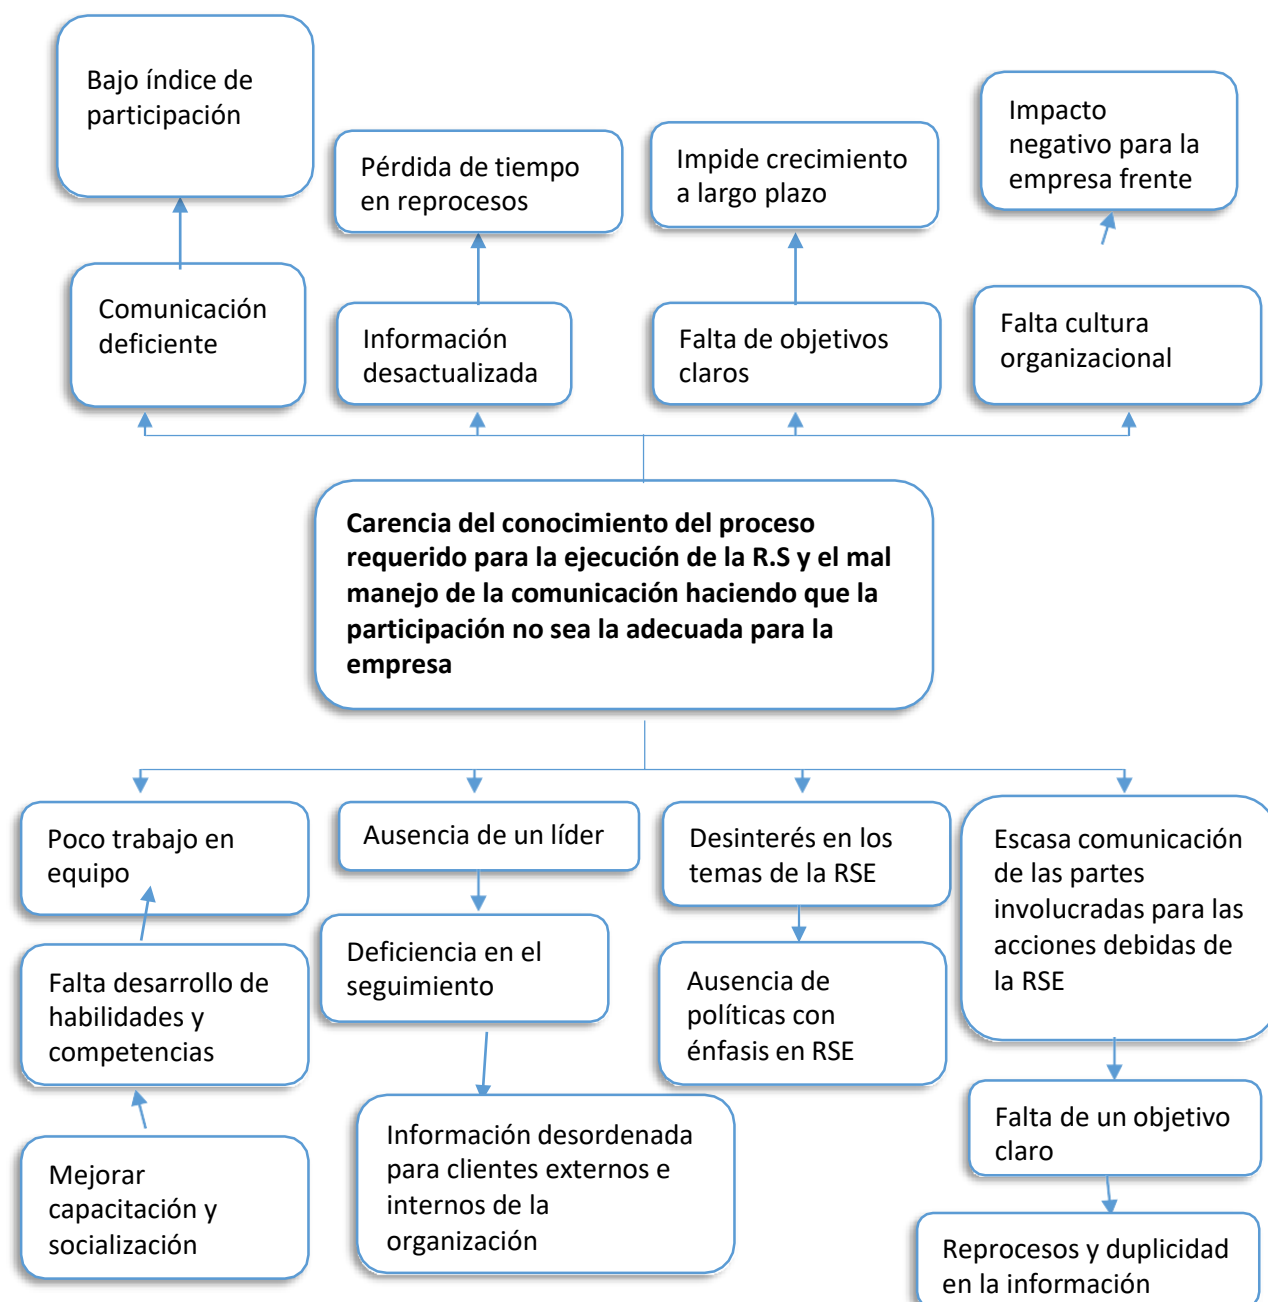 Bajo índice de
participación
Pérdida de tiempo
en reprocesos
Impide crecimiento
a largo plazo
Impacto
negativo para la
empresa frente
Comunicación
deficiente
Información
desactualizada
Falta de objetivos
claros
Falta cultura
organizacional
Carencia del conocimiento del proceso
requerido para la ejecución de la R.S y el mal
manejo de la comunicación haciendo que la
participación no sea la adecuada para la
empresa
Poco trabajo en
equipo
Ausencia de un líder
Desinterés en los
temas de la RSE
Escasa comunicación
de las partes
involucradas para las
acciones debidas de
la RSE
Falta desarrollo de
habilidades y
competencias
Deficiencia en el
seguimiento
Ausencia de
políticas con
énfasis en RSE
Mejorar
capacitación y
socialización
Información desordenada
para clientes externos e
internos de la
organización
Falta de un objetivo
claro
Reprocesos y duplicidad
en la información